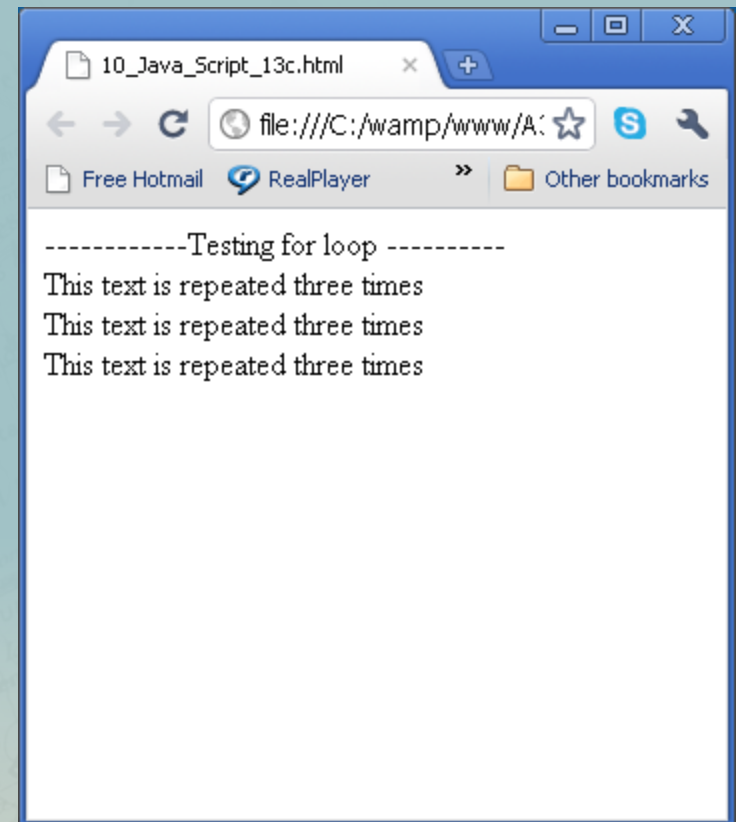 10_Java_Script_13c.html
file:///C:/wamp/www/A
Free Hotmail RealPlayer » Other bookmarks
------------Testing for loop ----------
This text is repeated three times
This text is repeated three times
This text is repeated three times